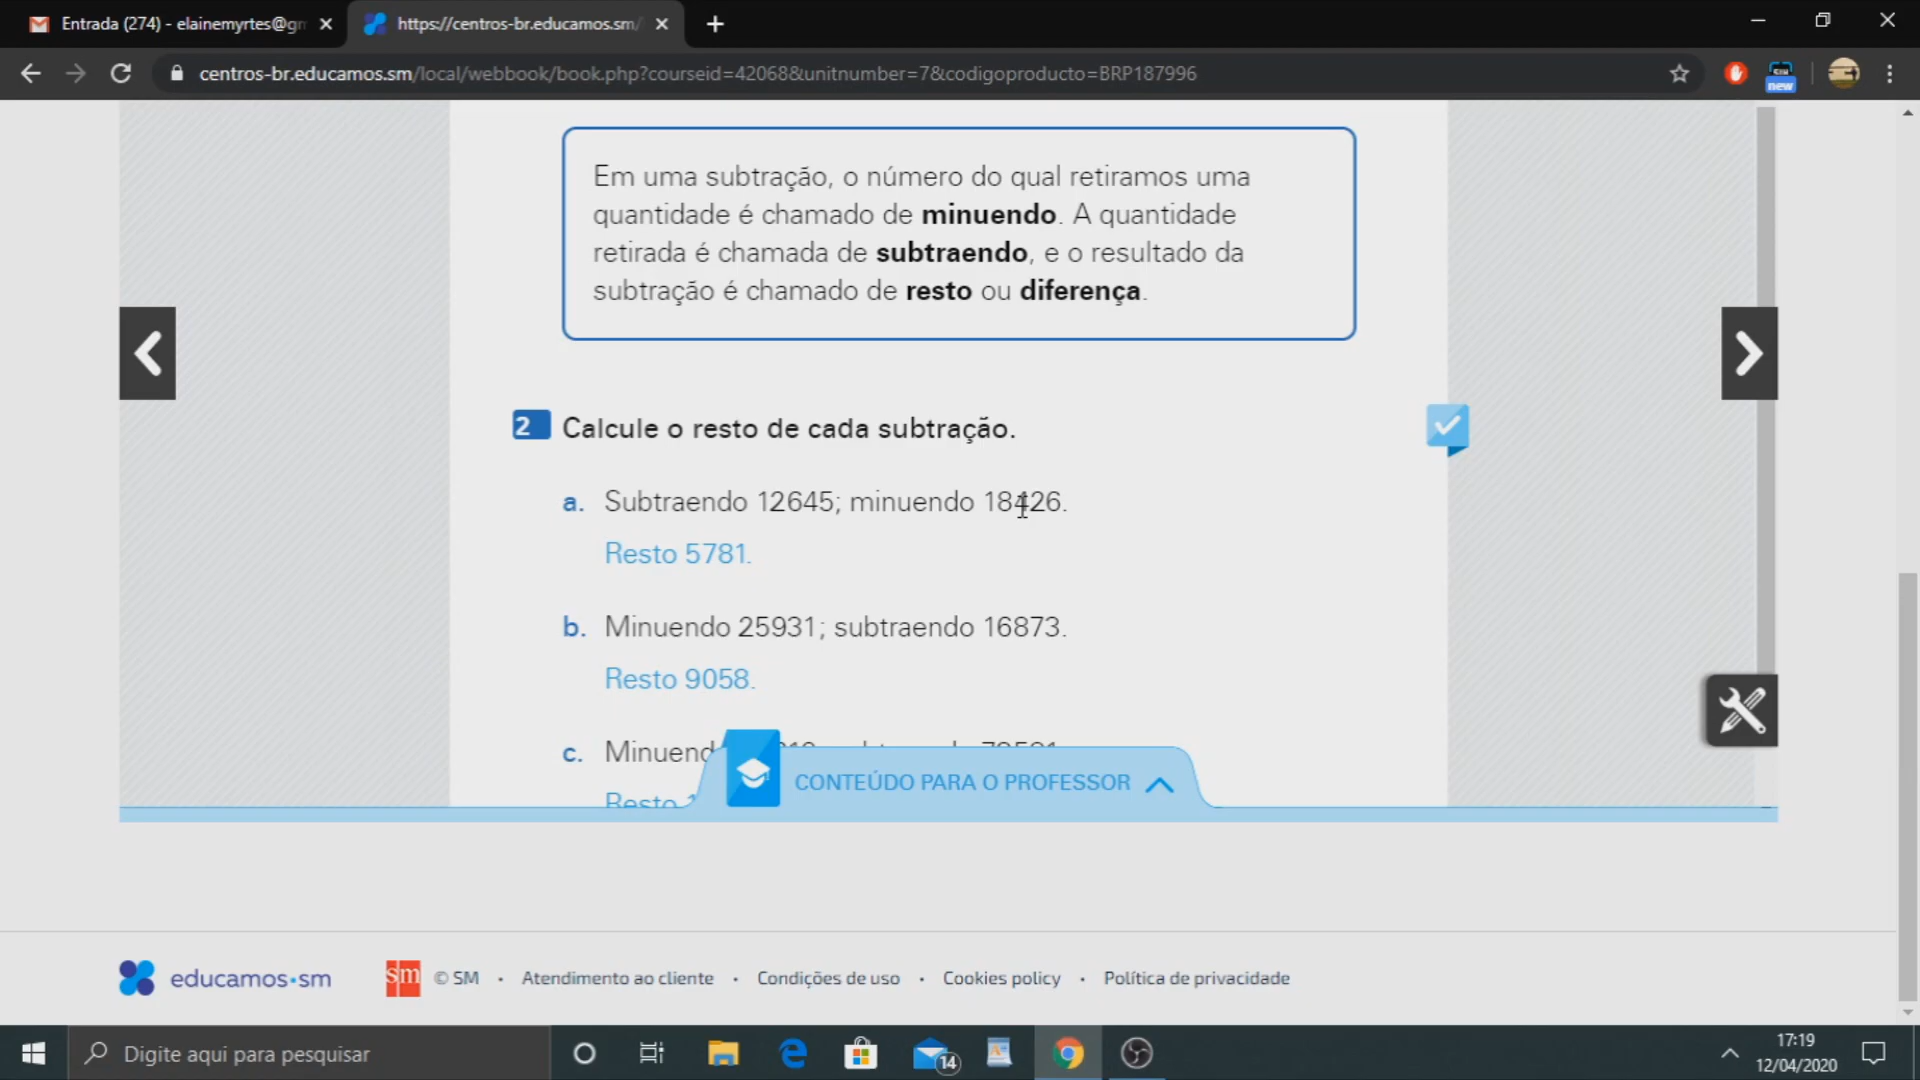 Entrada (274) - elainemyrtes@gm
https://centros-br.educamos.sm/
centros-br.educamos.sm/local/webbook/book.php?courseid=42068&unitnumber=7&codigoproducto=BRP187996
new
Em uma subtração, o número do qual retiramos uma
quantidade é chamado de minuendo. A quantidade
retirada é chamada de subtraendo, e o resultado da
subtração é chamado de resto ou diferença.
2 Calcule o resto de cada subtração.
a. Subtraendo 12645; minuendo 18426.
Resto 5781.
b. Minuendo 25931; subtraendo 16873.
Resto 9058.
c. Minuend
Resto
CONTEÚDO PARA O PROFESSOR
educamos·sm
sm © SM · Atendimento ao cliente · Condições de uso · Cookies policy · Política de privacidade
Digite aqui para pesquisar
14
17:19
12/04/2020